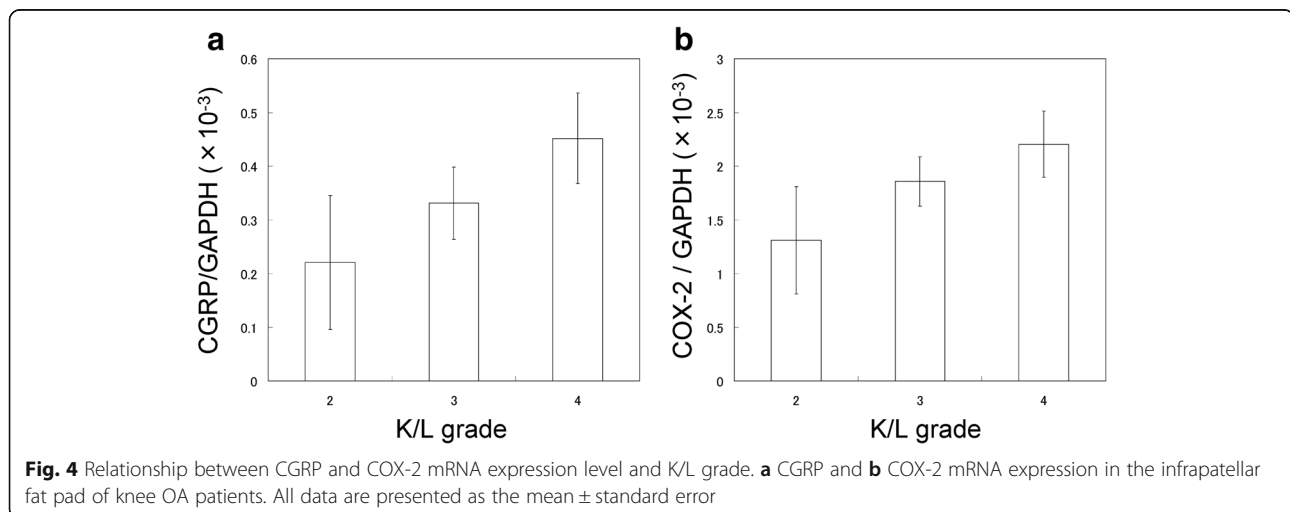 a
0.6
0.5
0.4
0.3
0.2
0.1
0
CGRP/GAPDH (×10⁻³)
2 3 4
K/L grade
b
3
2.5
2
1.5
1
0.5
0
COX-2 / GAPDH (×10⁻³)
2 3 4
K/L grade
Fig. 4 Relationship between CGRP and COX-2 mRNA expression level and K/L grade. a CGRP and b COX-2 mRNA expression in the infrapatellar
fat pad of knee OA patients. All data are presented as the mean ± standard error